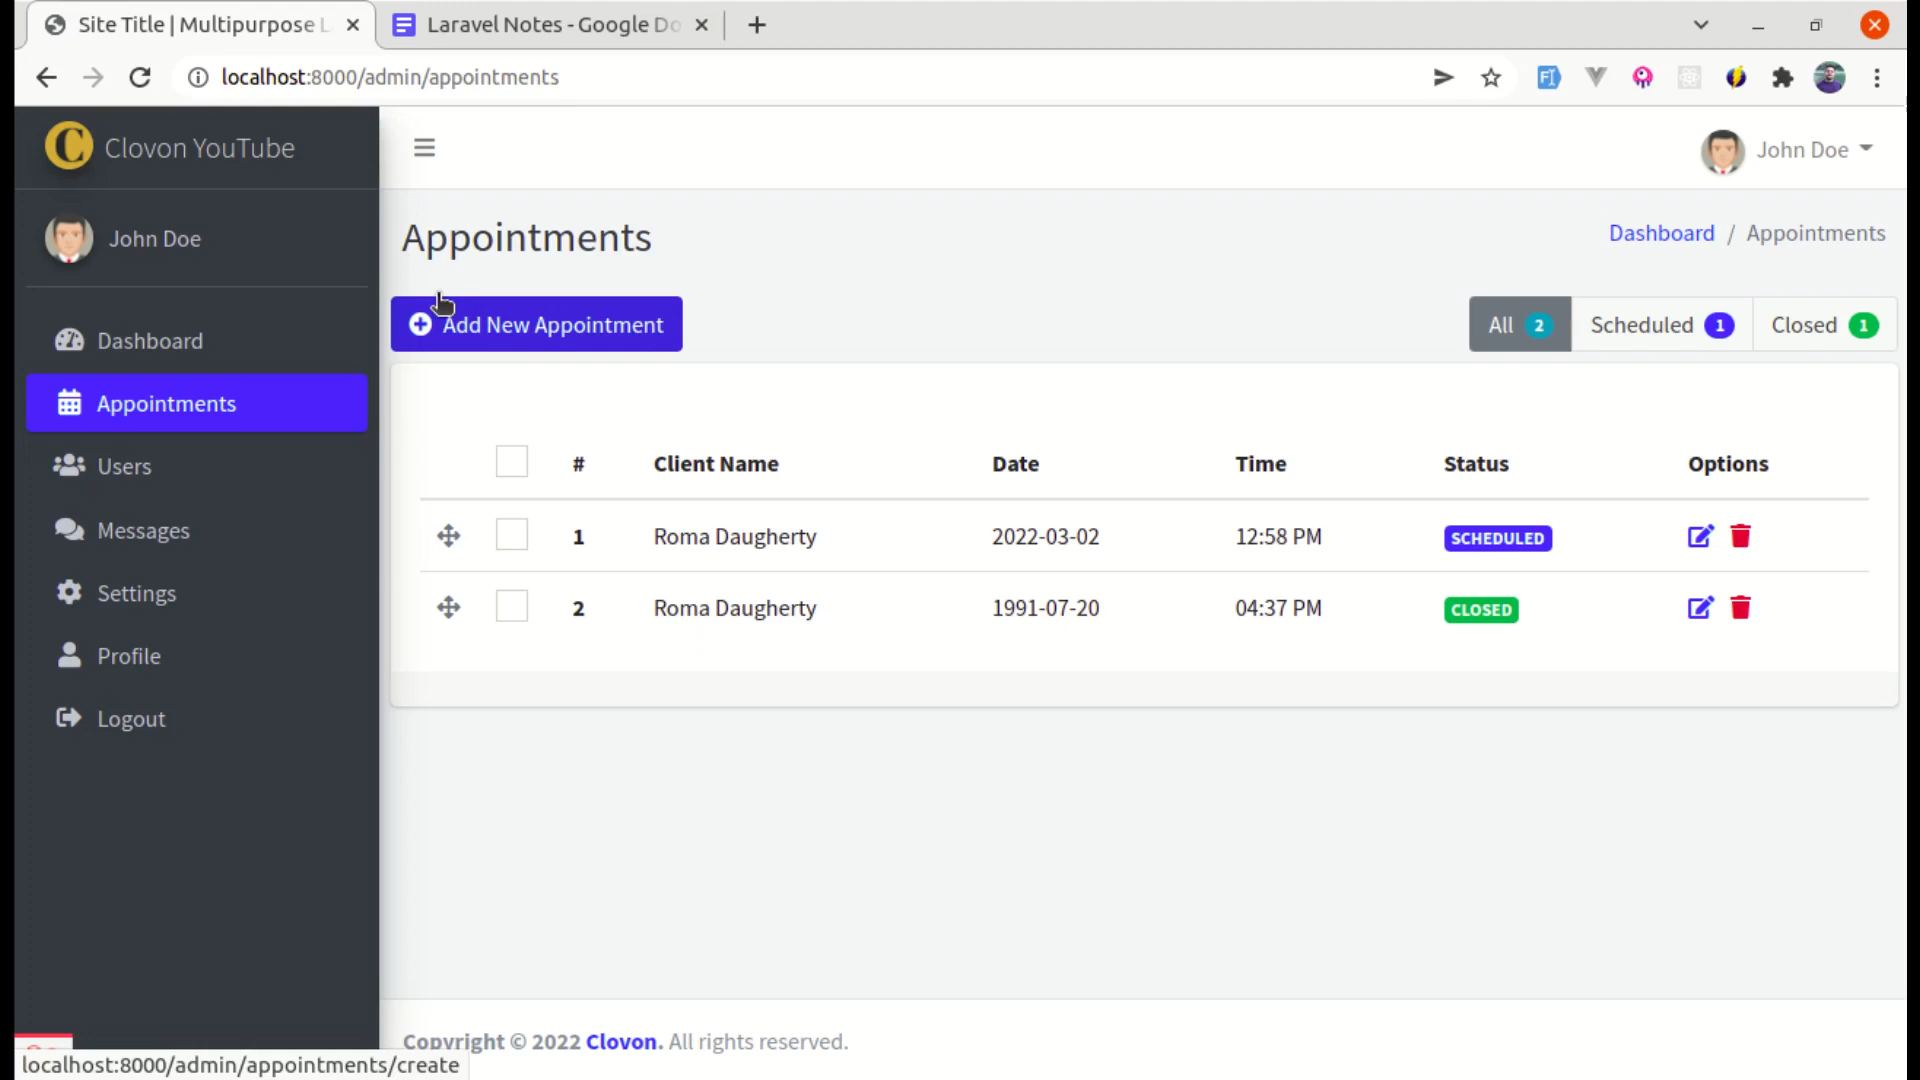 Site Title | Multipurpose L
Laravel Notes - Google Do
localhost:8000/admin/appointments
Clovon YouTube
John Doe
John Doe
Appointments
Dashboard / Appointments
Add New Appointment
All 2
Scheduled 1
Closed 1
Dashboard
Appointments
Users
Messages
Settings
Profile
Logout
# Client Name Date Time Status Options
1 Roma Daugherty 2022-03-02 12:58 PM SCHEDULED
2 Roma Daugherty 1991-07-20 04:37 PM CLOSED
Copyright © 2022 Clovon. All rights reserved.
localhost:8000/admin/appointments/create